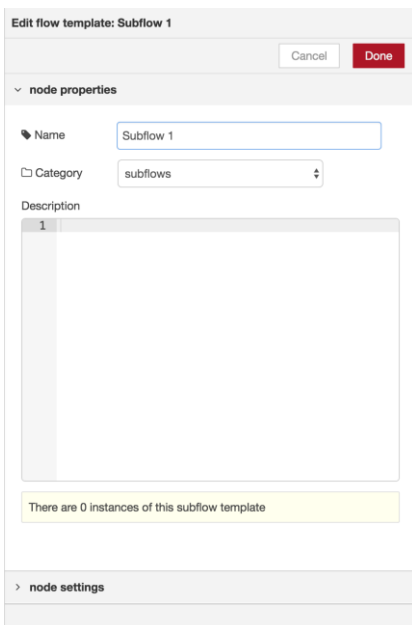 Edit flow template: Subflow 1
Cancel Done
node properties
Name Subflow 1
Category subflows
Description
1
There are 0 instances of this subflow template
node settings